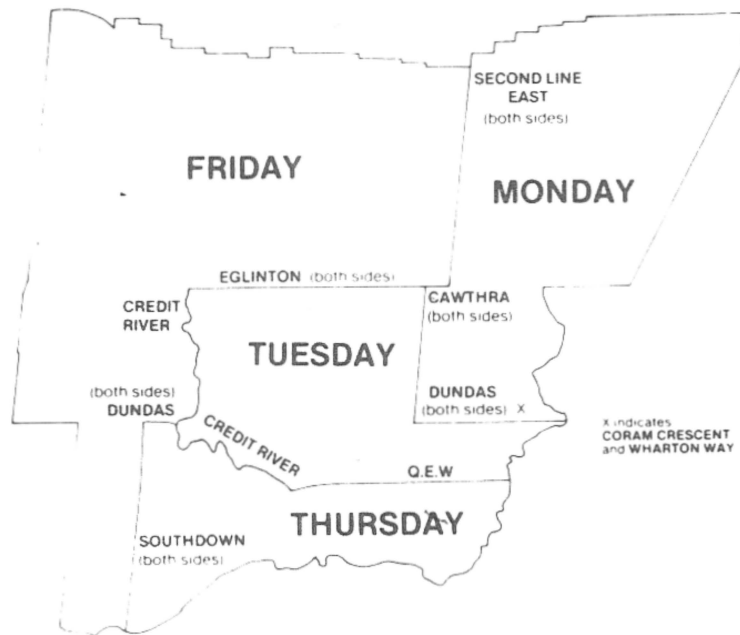 SECOND LINE
EAST
(both sides)
FRIDAY
MONDAY
EGLINTON (both sides)
CREDIT
RIVER
CAWTHRA
(both sides)
TUESDAY
(both sides)
DUNDAS
DUNDAS
(both sides) X
CREDIT RIVER
X indicates
CORAM CRESCENT
and WHARTON WAY
Q.E.W
THURSDAY
SOUTHDOWN
(both sides)